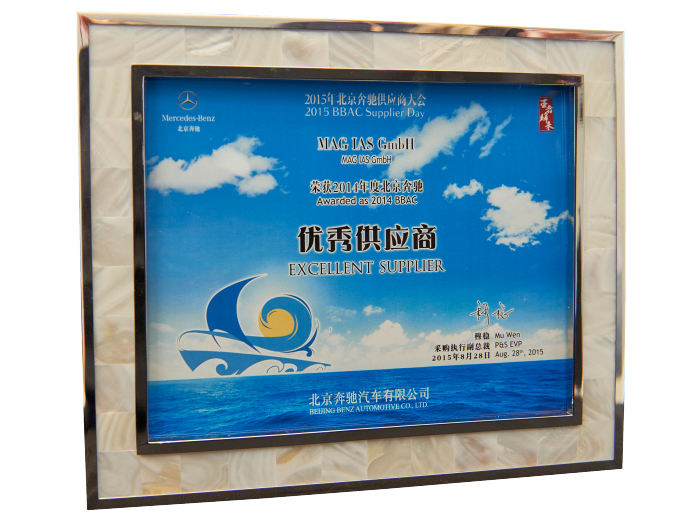 Mercedes-Benz
北京奔驰
2015年北京奔驰供应商大会
2015 BBAC Supplier Day
MAG IAS GmbH
MAG IAS GmbH
荣获2014年度北京奔驰
Awarded as 2014 BBAC
优秀供应商
EXCELLENT SUPPLIER
穆稳 Mu Wen
采购执行副总裁 P&S EVP
2015年8月28日 Aug. 28th, 2015
北京奔驰汽车有限公司
BEIJING BENZ AUTOMOTIVE CO., LTD.